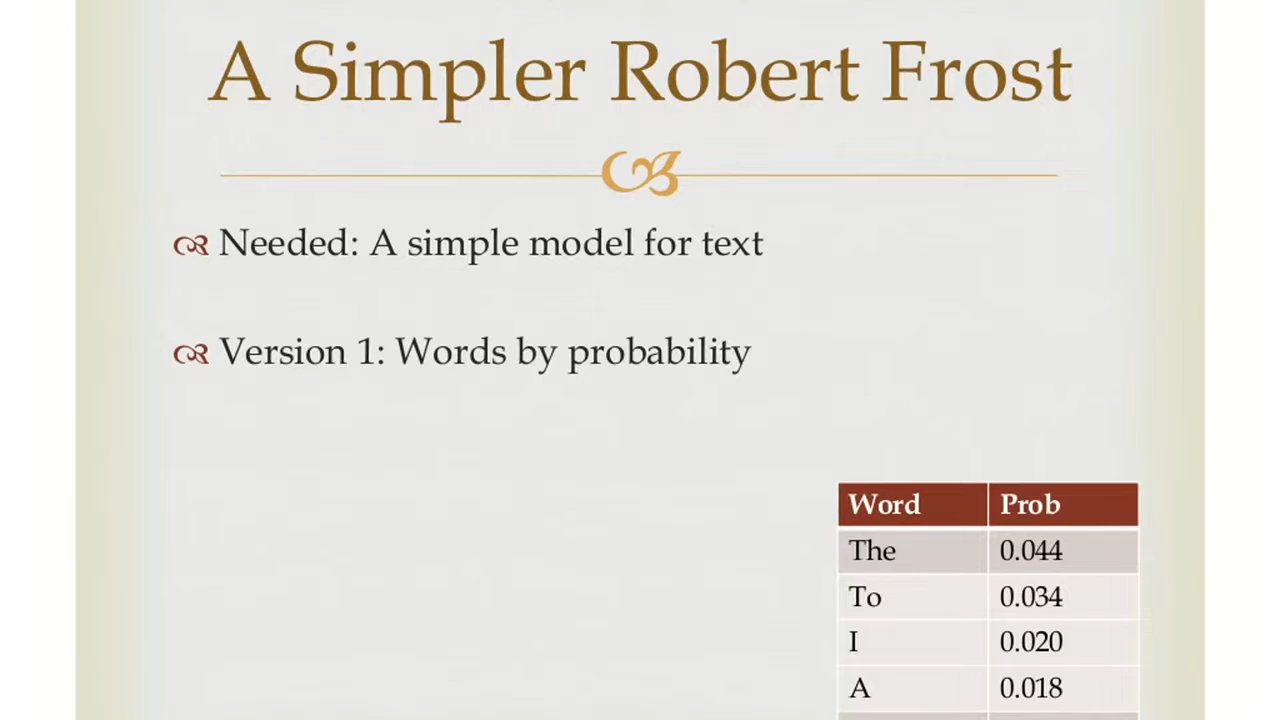 A Simpler Robert Frost
Needed: A simple model for text
Version 1: Words by probability
Word Prob
The 0.044
To 0.034
I 0.020
A 0.018